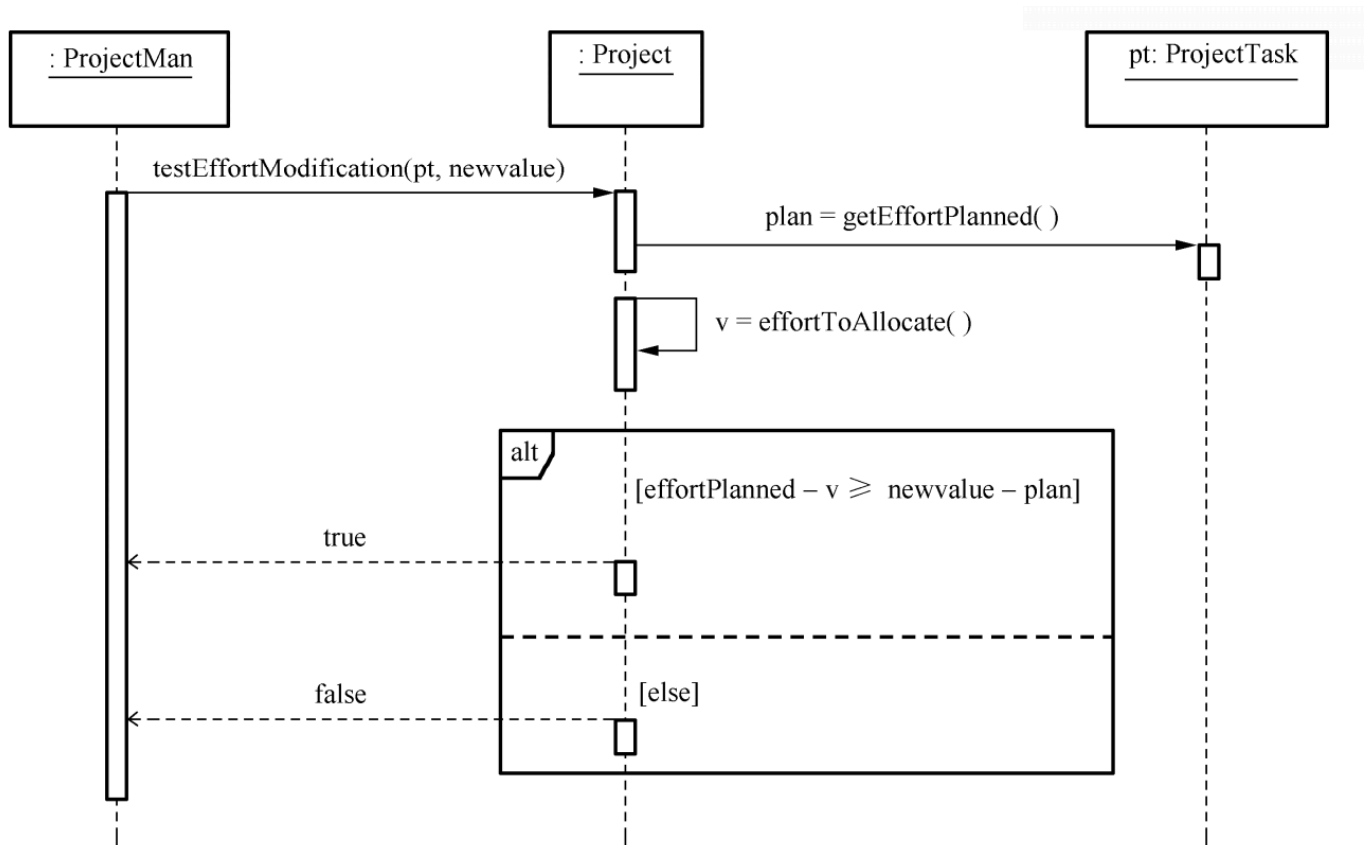 : ProjectMan
: Project
pt: ProjectTask
testEffortModification(pt, newvalue)
plan = getEffortPlanned( )
v = effortToAllocate( )
alt
[effortPlanned – v ⩾ newvalue – plan]
true
false
[else]